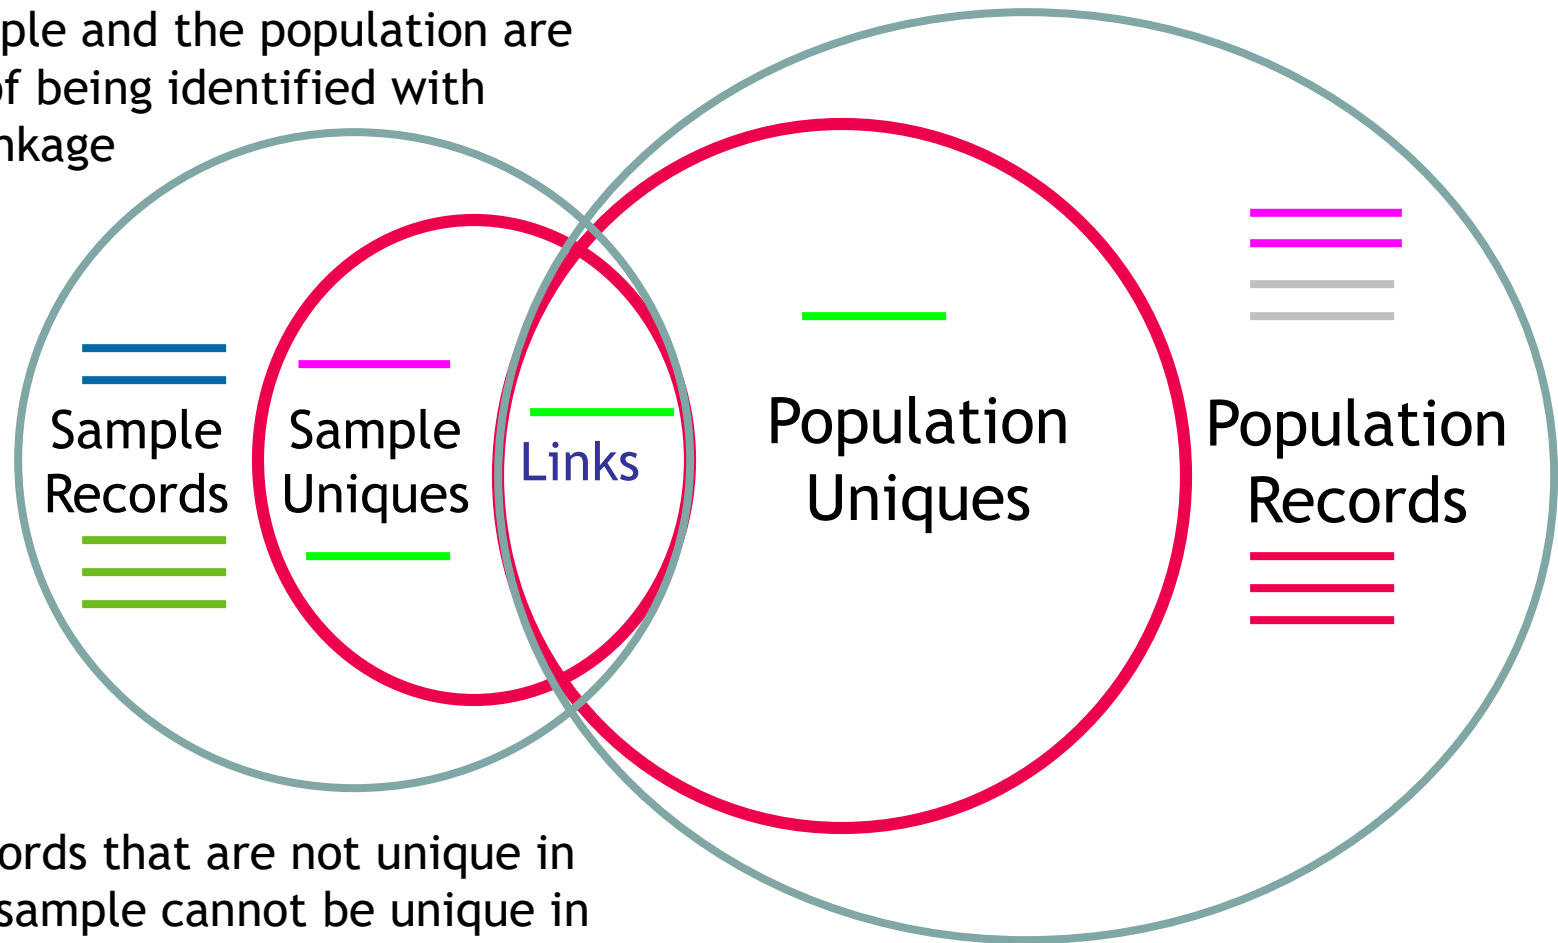 ple and the population are
of being identified with
nkage
Sample
Records
Sample
Uniques
Links
Population
Uniques
Population
Records
ords that are not unique in
sample cannot be unique in